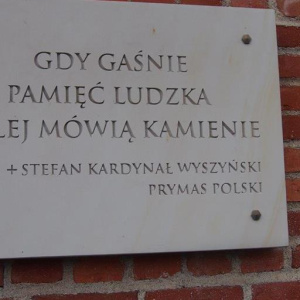 GDY GAŚNIE
PAMIĘĆ LUDZKA
LEJ MÓWIĄ KAMIENIE
+ STEFAN KARDYNAŁ WYSZYŃSKI
PRYMAS POLSKI